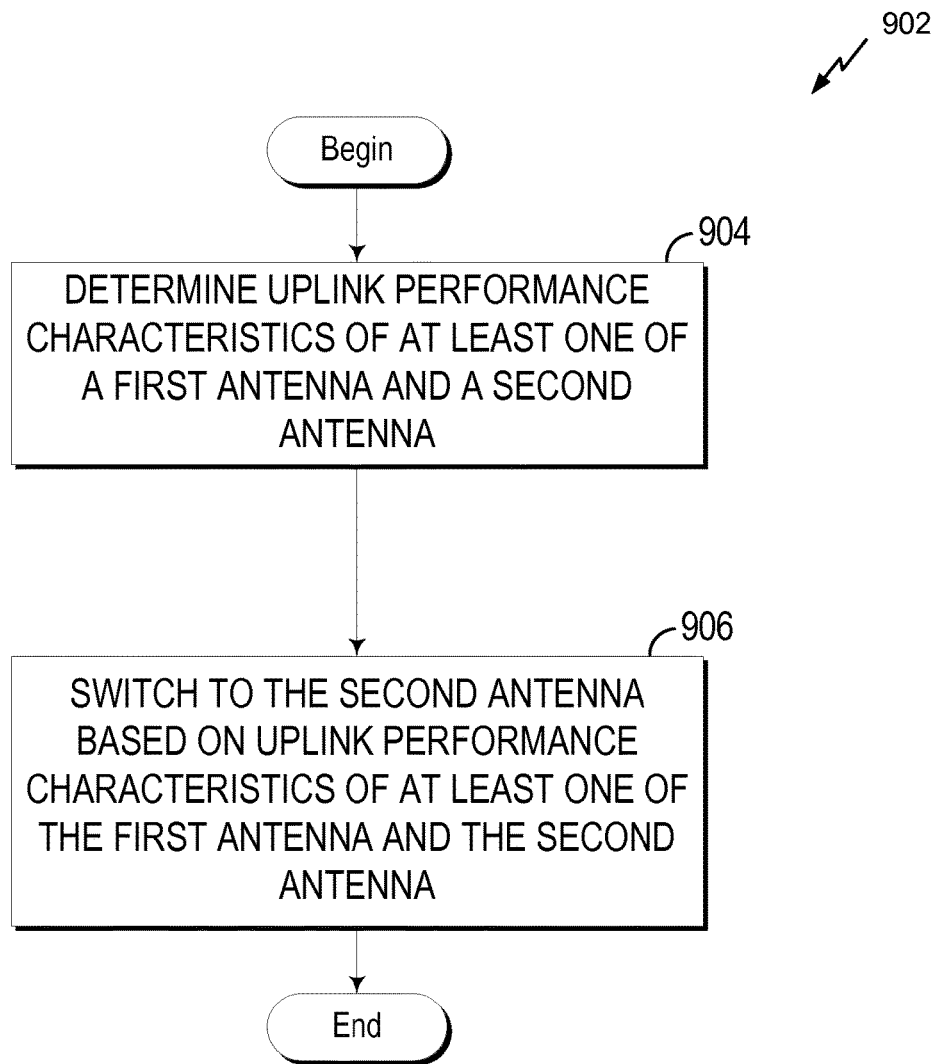 902
Begin
904
DETERMINE UPLINK PERFORMANCE
CHARACTERISTICS OF AT LEAST ONE OF
A FIRST ANTENNA AND A SECOND
ANTENNA
906
SWITCH TO THE SECOND ANTENNA
BASED ON UPLINK PERFORMANCE
CHARACTERISTICS OF AT LEAST ONE OF
THE FIRST ANTENNA AND THE SECOND
ANTENNA
End